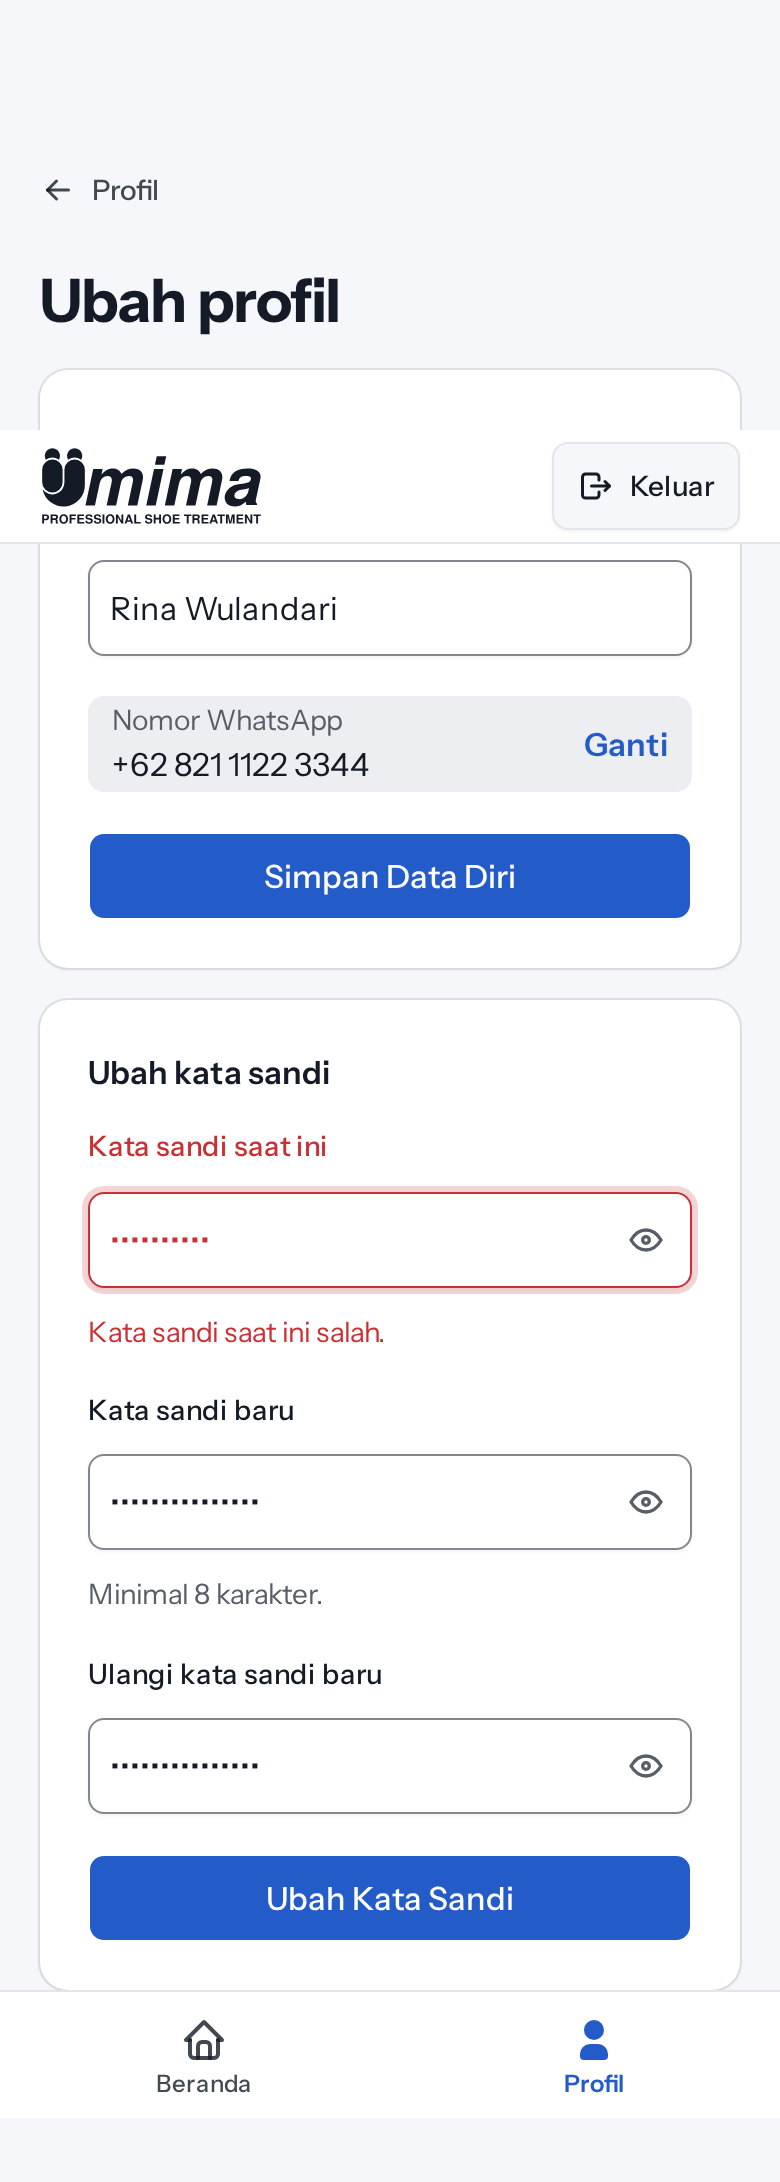 Profil
Ubah profil
Ümima
PROFESSIONAL SHOE TREATMENT
Keluar
Rina Wulandari
Nomor WhatsApp
+62 821 1122 3344
Ganti
Simpan Data Diri
Ubah kata sandi
Kata sandi saat ini
Kata sandi saat ini salah.
Kata sandi baru
Minimal 8 karakter.
Ulangi kata sandi baru
Ubah Kata Sandi
Beranda
Profil